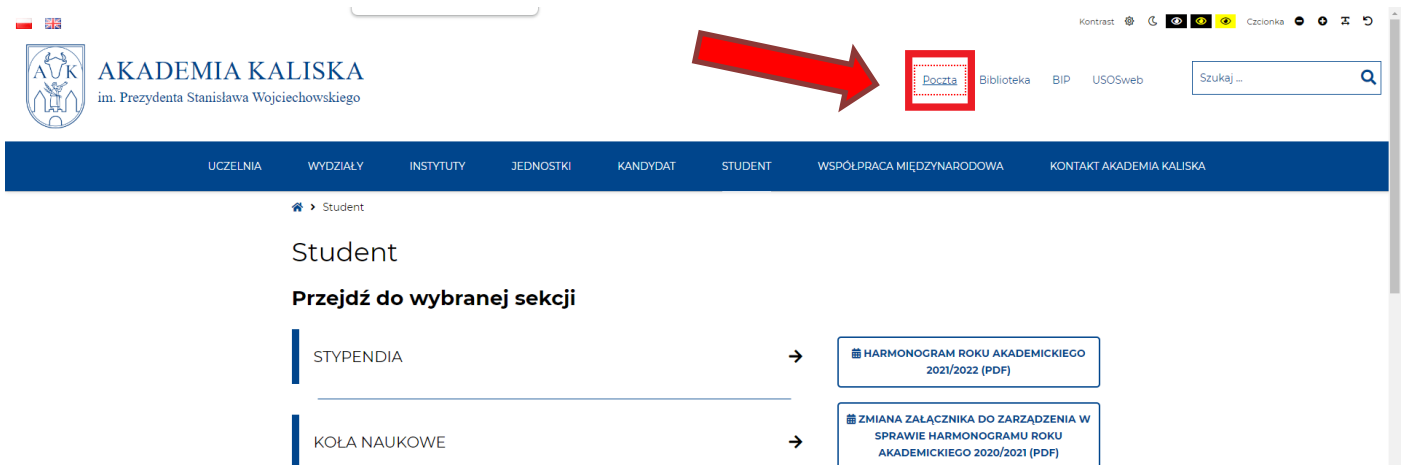 Kontrast
Czcionka
AVK
AKADEMIA KALISKA
im. Prezydenta Stanisława Wojciechowskiego
Poczta
Biblioteka
BIP
USOSweb
Szukaj ...
UCZELNIA
WYDZIAŁY
INSTYTUTY
JEDNOSTKI
KANDYDAT
STUDENT
WSPÓŁPRACA MIĘDZYNARODOWA
KONTAKT AKADEMIA KALISKA
Student
Student
Przejdź do wybranej sekcji
STYPENDIA
HARMONOGRAM ROKU AKADEMICKIEGO
2021/2022 (PDF)
KOŁA NAUKOWE
ZMIANA ZAŁĄCZNIKA DO ZARZĄDZENIA W
SPRAWIE HARMONOGRAMU ROKU
AKADEMICKIEGO 2020/2021 (PDF)